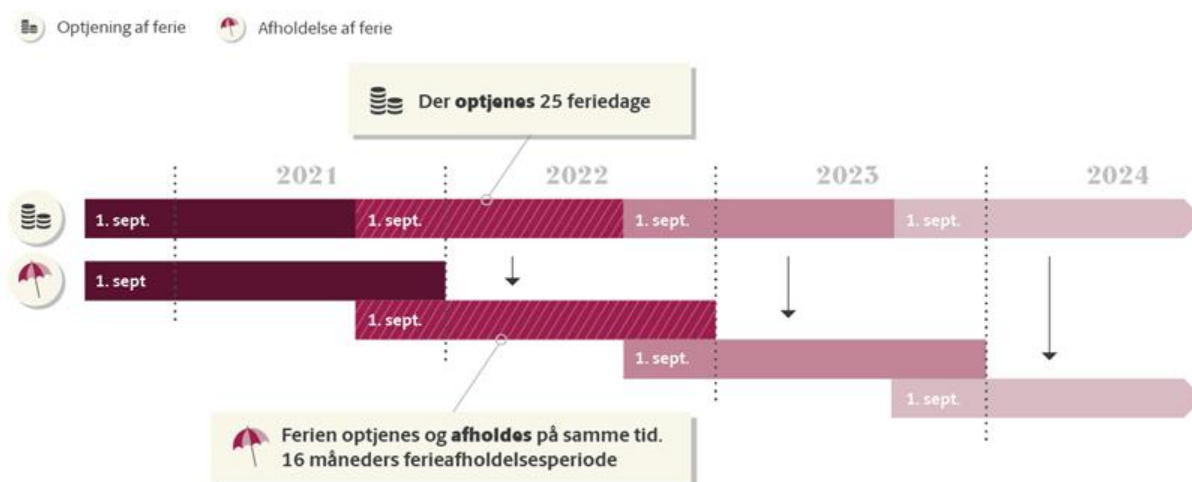 Optjening af ferie
Afholdelse af ferie
Der optjenes 25 feriedage
2021
2022
2023
2024
1. sept.
1. sept.
1. sept.
1. sept.
1. sept
1. sept.
1. sept.
1. sept.
Ferien optjenes og afholdes på samme tid.
16 måneders ferieafholdelsesperiode